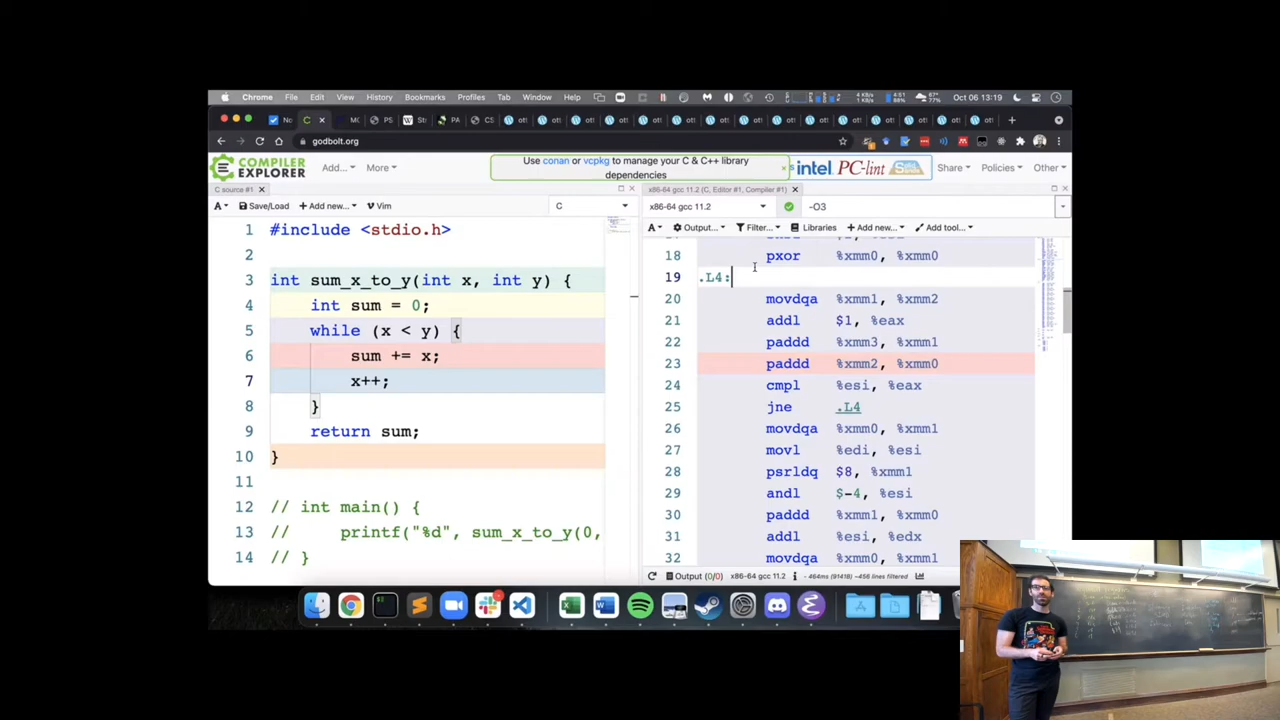 Chrome File Edit View History Bookmarks Profiles Tab Window Help Oct 06 13:19
godbolt.org
COMPILER EXPLORER Add... More Use conan or vcpkg to manage your C & C++ library dependencies intel PC-lint Share Policies Other
C source #1
A Save/Load + Add new... Vim C
1 #include <stdio.h>
2
3 int sum_x_to_y(int x, int y) {
4 int sum = 0;
5 while (x < y) {
6 sum += x;
7 x++;
8 }
9 return sum;
10 }
11
12 // int main() {
13 // printf("%d", sum_x_to_y(0,
14 // }
x86-64 gcc 11.2 (C, Editor #1, Compiler #1)
x86-64 gcc 11.2 -O3
A Output... Filter... Libraries + Add new... Add tool...
18 pxor %xmm0, %xmm0
19 .L4:
20 movdqa %xmm1, %xmm2
21 addl $1, %eax
22 paddd %xmm3, %xmm1
23 paddd %xmm2, %xmm0
24 cmpl %esi, %eax
25 jne .L4
26 movdqa %xmm0, %xmm1
27 movl %edi, %esi
28 psrldq $8, %xmm1
29 andl $-4, %esi
30 paddd %xmm1, %xmm0
31 addl %esi, %edx
32 movdqa %xmm0, %xmm1
Output (0/0) x86-64 gcc 11.2 - 464ms (91418) ~456 lines filtered